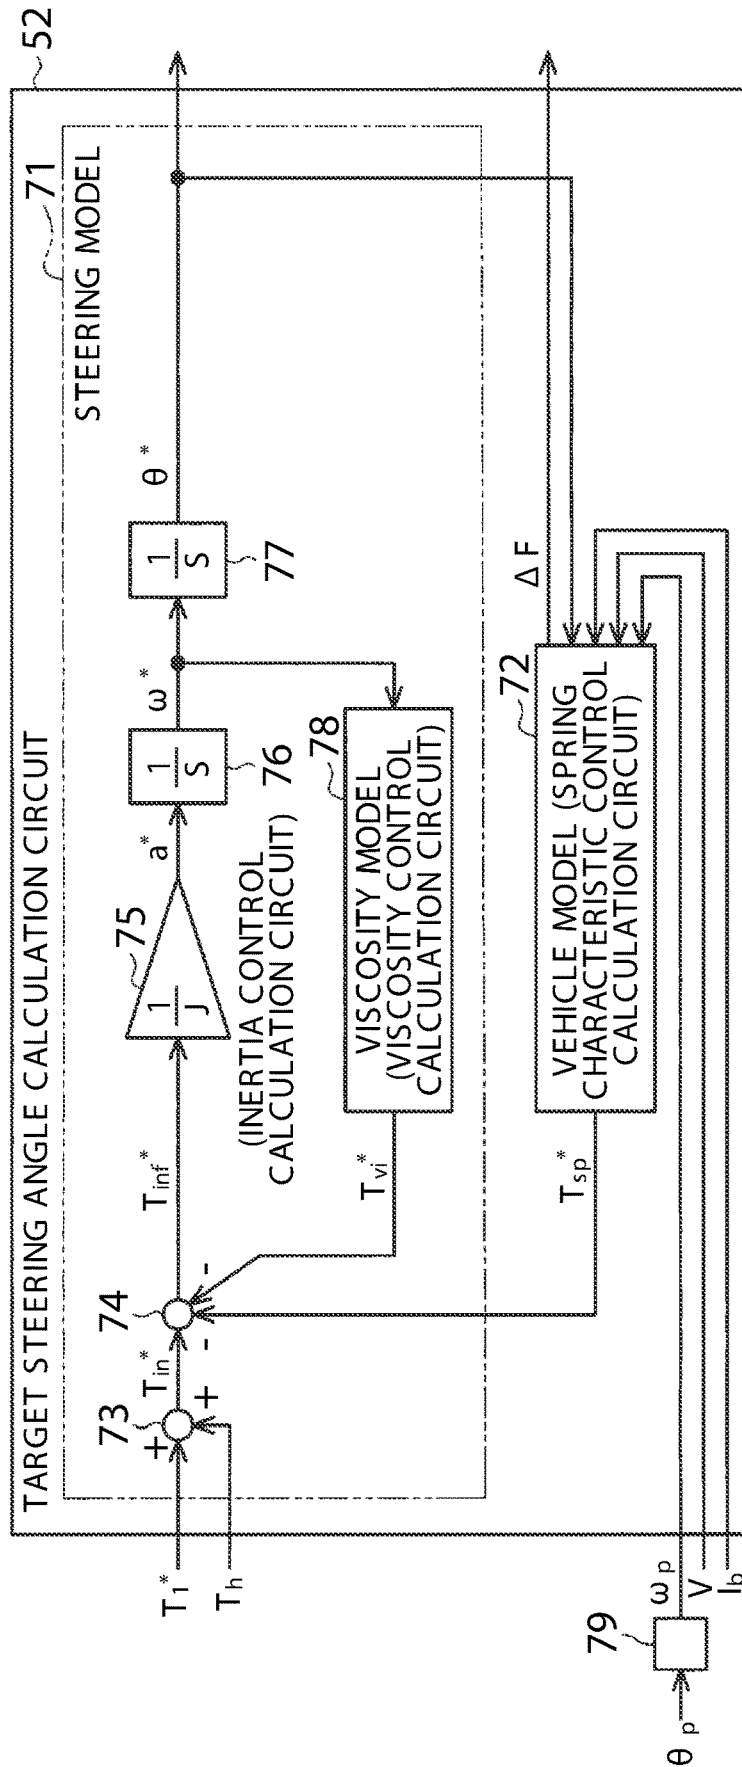 TARGET STEERING ANGLE CALCULATION CIRCUIT
52
71
STEERING MODEL
T1*
Th
73
+
+
Tin*
74
-
-
Tinf*
75
1/J
(INERTIA CONTROL
CALCULATION CIRCUIT)
a*
1/S
76
ω*
1/S
77
θ*
78
VISCOSITY MODEL
(VISCOSITY CONTROL
CALCULATION CIRCUIT)
Tvi*
72
VEHICLE MODEL (SPRING
CHARACTERISTIC CONTROL
CALCULATION CIRCUIT)
Tsp*
ΔF
θp
79
ωp
V
Ib